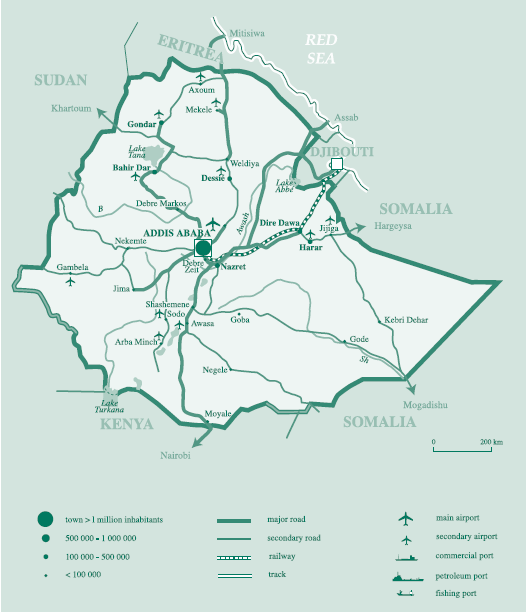 Mitisiwa
RED
SEA
ERITREA
SUDAN
Axoum
Khartoum
Mekele
Assab
Gondar
DJIBOUTI
Lake
Tana
Weldiya
Bahir Dar
Dessié
Lake
Abbé
Debre Markos
B
Awash
SOMALIA
Dire Dawa
ADDIS ABABA
Jijiga
Hargeysa
Nekemte
Harar
Debre
Zeit
Nazret
Gambela
Jima
Shashemene
Sodo
Awasa
Goba
Kebri Dehar
Arba Minch
Gode
Sh
Negele
Lake
Turkana
Mogadishu
Moyale
KENYA
SOMALIA
Nairobi
0 200 km
town > 1 million inhabitants
500 000 - 1 000 000
100 000 - 500 000
< 100 000
major road
secondary road
railway
track
main airport
secondary airport
commercial port
petroleum port
fishing port